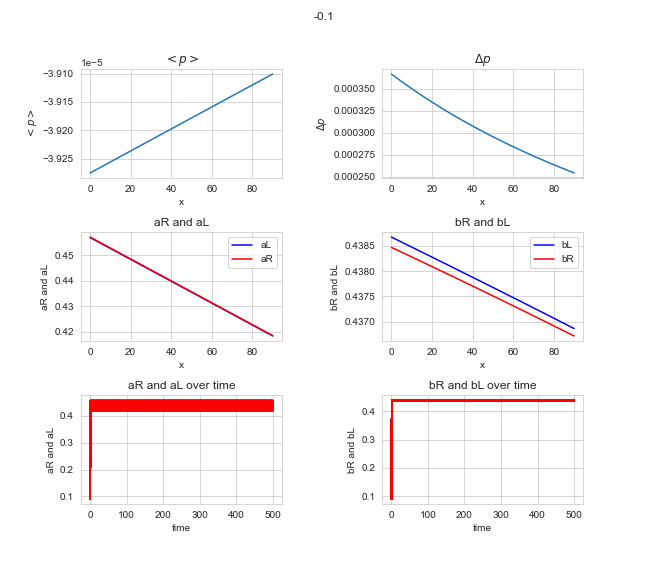 -0.1
< p >
1e−5
−3.910
−3.915
−3.920
−3.925
< p >
0 20 40 60 80
x
Δp
0.000350
0.000325
0.000300
0.000275
0.000250
Δp
0 20 40 60 80
x
aR and aL
0.45
0.44
0.43
0.42
aR and aL
aL
aR
0 20 40 60 80
x
bR and bL
0.4385
0.4380
0.4375
0.4370
bR and bL
bL
bR
0 20 40 60 80
x
aR and aL over time
0.4
0.3
0.2
0.1
aR and aL
0 100 200 300 400 500
time
bR and bL over time
0.4
0.3
0.2
0.1
bR and bL
0 100 200 300 400 500
time